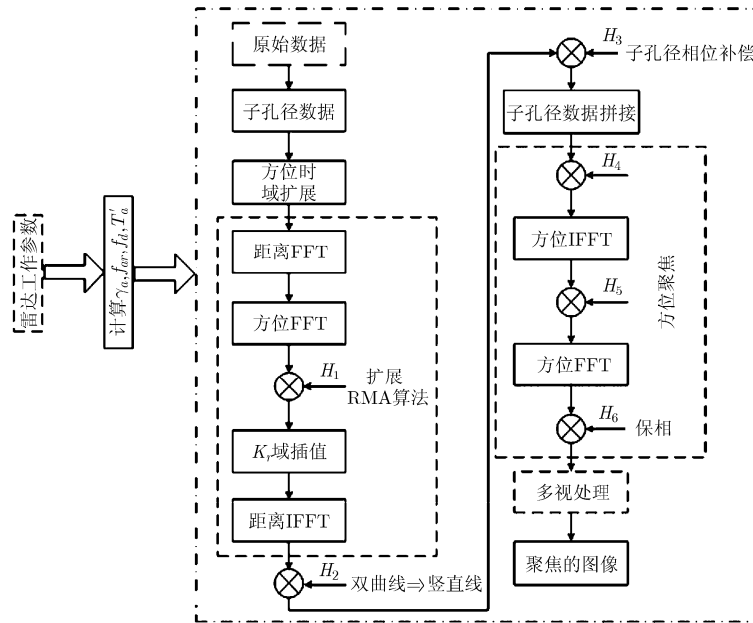 雷达工作参数
计算γₐ,fₐᵣ,f_d,T′ₐ
原始数据
子孔径数据
方位时
域扩展
距离FFT
方位FFT
H₁
扩展
RMA算法
Kᵣ域插值
距离IFFT
H₂
双曲线⇒竖直线
H₃
子孔径相位补偿
子孔径数据拼接
H₄
方位IFFT
H₅
方位FFT
H₆
保相
方位聚焦
多视处理
聚焦的图像